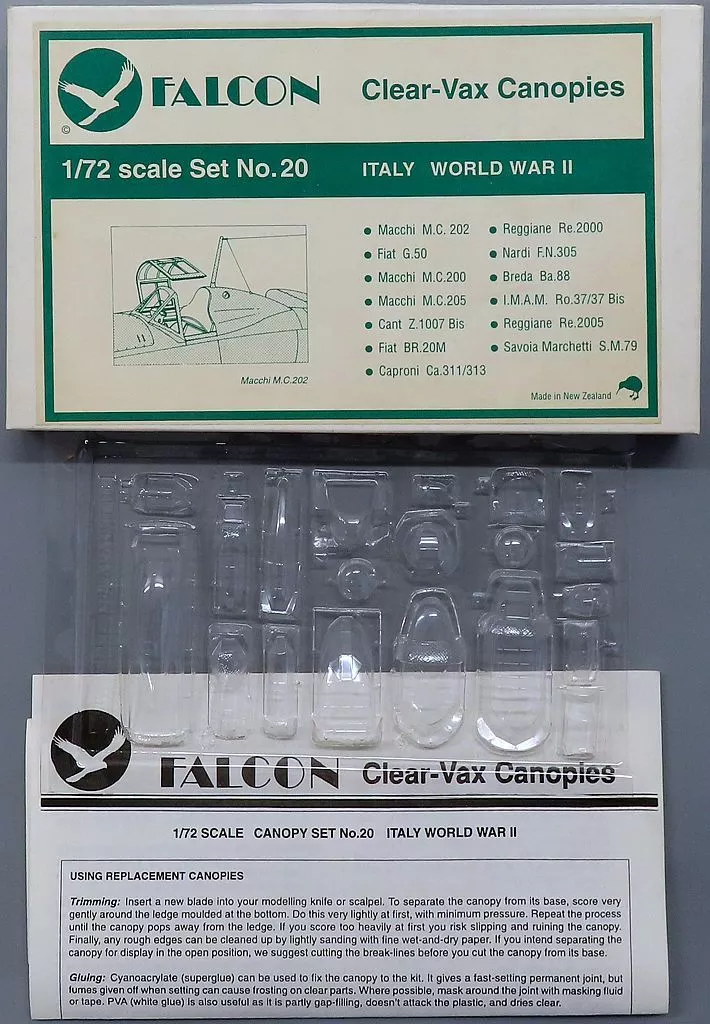 FALCON Clear-Vax Canopies
©
1/72 scale Set No.20 ITALY WORLD WAR II
● Macchi M.C. 202 ● Reggiane Re.2000
● Fiat G.50 ● Nardi F.N.305
● Macchi M.C.200 ● Breda Ba.88
● Macchi M.C.205 ● I.M.A.M. Ro.37/37 Bis
● Cant Z.1007 Bis ● Reggiane Re.2005
● Fiat BR.20M ● Savoia Marchetti S.M.79
● Caproni Ca.311/313
Macchi M.C.202
Made in New Zealand
FALCON Clear-Vax Canopies
1/72 SCALE CANOPY SET No.20 ITALY WORLD WAR II
USING REPLACEMENT CANOPIES
Trimming: Insert a new blade into your modelling knife or scalpel. To separate the canopy from its base, score very
gently around the ledge moulded at the bottom. Do this very lightly at first, with minimum pressure. Repeat the process
until the canopy pops away from the ledge. If you score too heavily at first you risk slipping and ruining the canopy.
Finally, any rough edges can be cleaned up by lightly sanding with fine wet-and-dry paper. If you intend separating the
canopy for display in the open position, we suggest cutting the break-lines before you cut the canopy from its base.
Gluing: Cyanoacrylate (superglue) can be used to fix the canopy to the kit. It gives a fast-setting permanent joint, but
fumes given off when setting can cause frosting on clear parts. Where possible, mask around the joint with masking fluid
or tape. PVA (white glue) is also useful as it is partly gap-filling, doesn't attack the plastic, and dries clear.